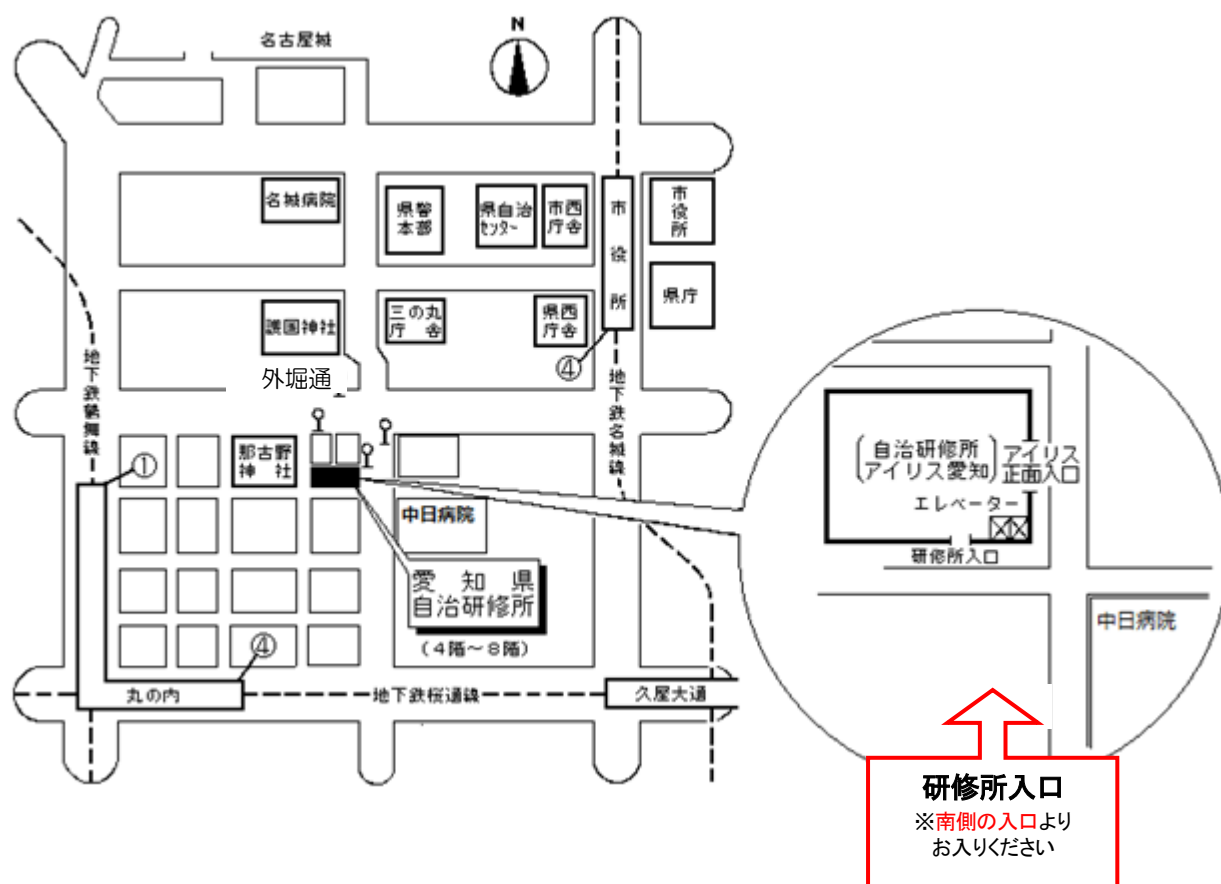 名古屋城
N
名城病院
県警
本部
県自治
センター
市西
庁舎
市役所
市役所
護国神社
三の丸
庁舎
県西
庁舎
県庁
④
外堀通
地下鉄鶴舞線
地下鉄名城線
①
那古野
神社
中日病院
愛知県
自治研修所
(4階~8階)
④
丸の内
地下鉄桜通線
久屋大通
自治研修所
アイリス愛知
アイリス
正面入口
エレベーター
研修所入口
中日病院
研修所入口
※南側の入口より
お入りください